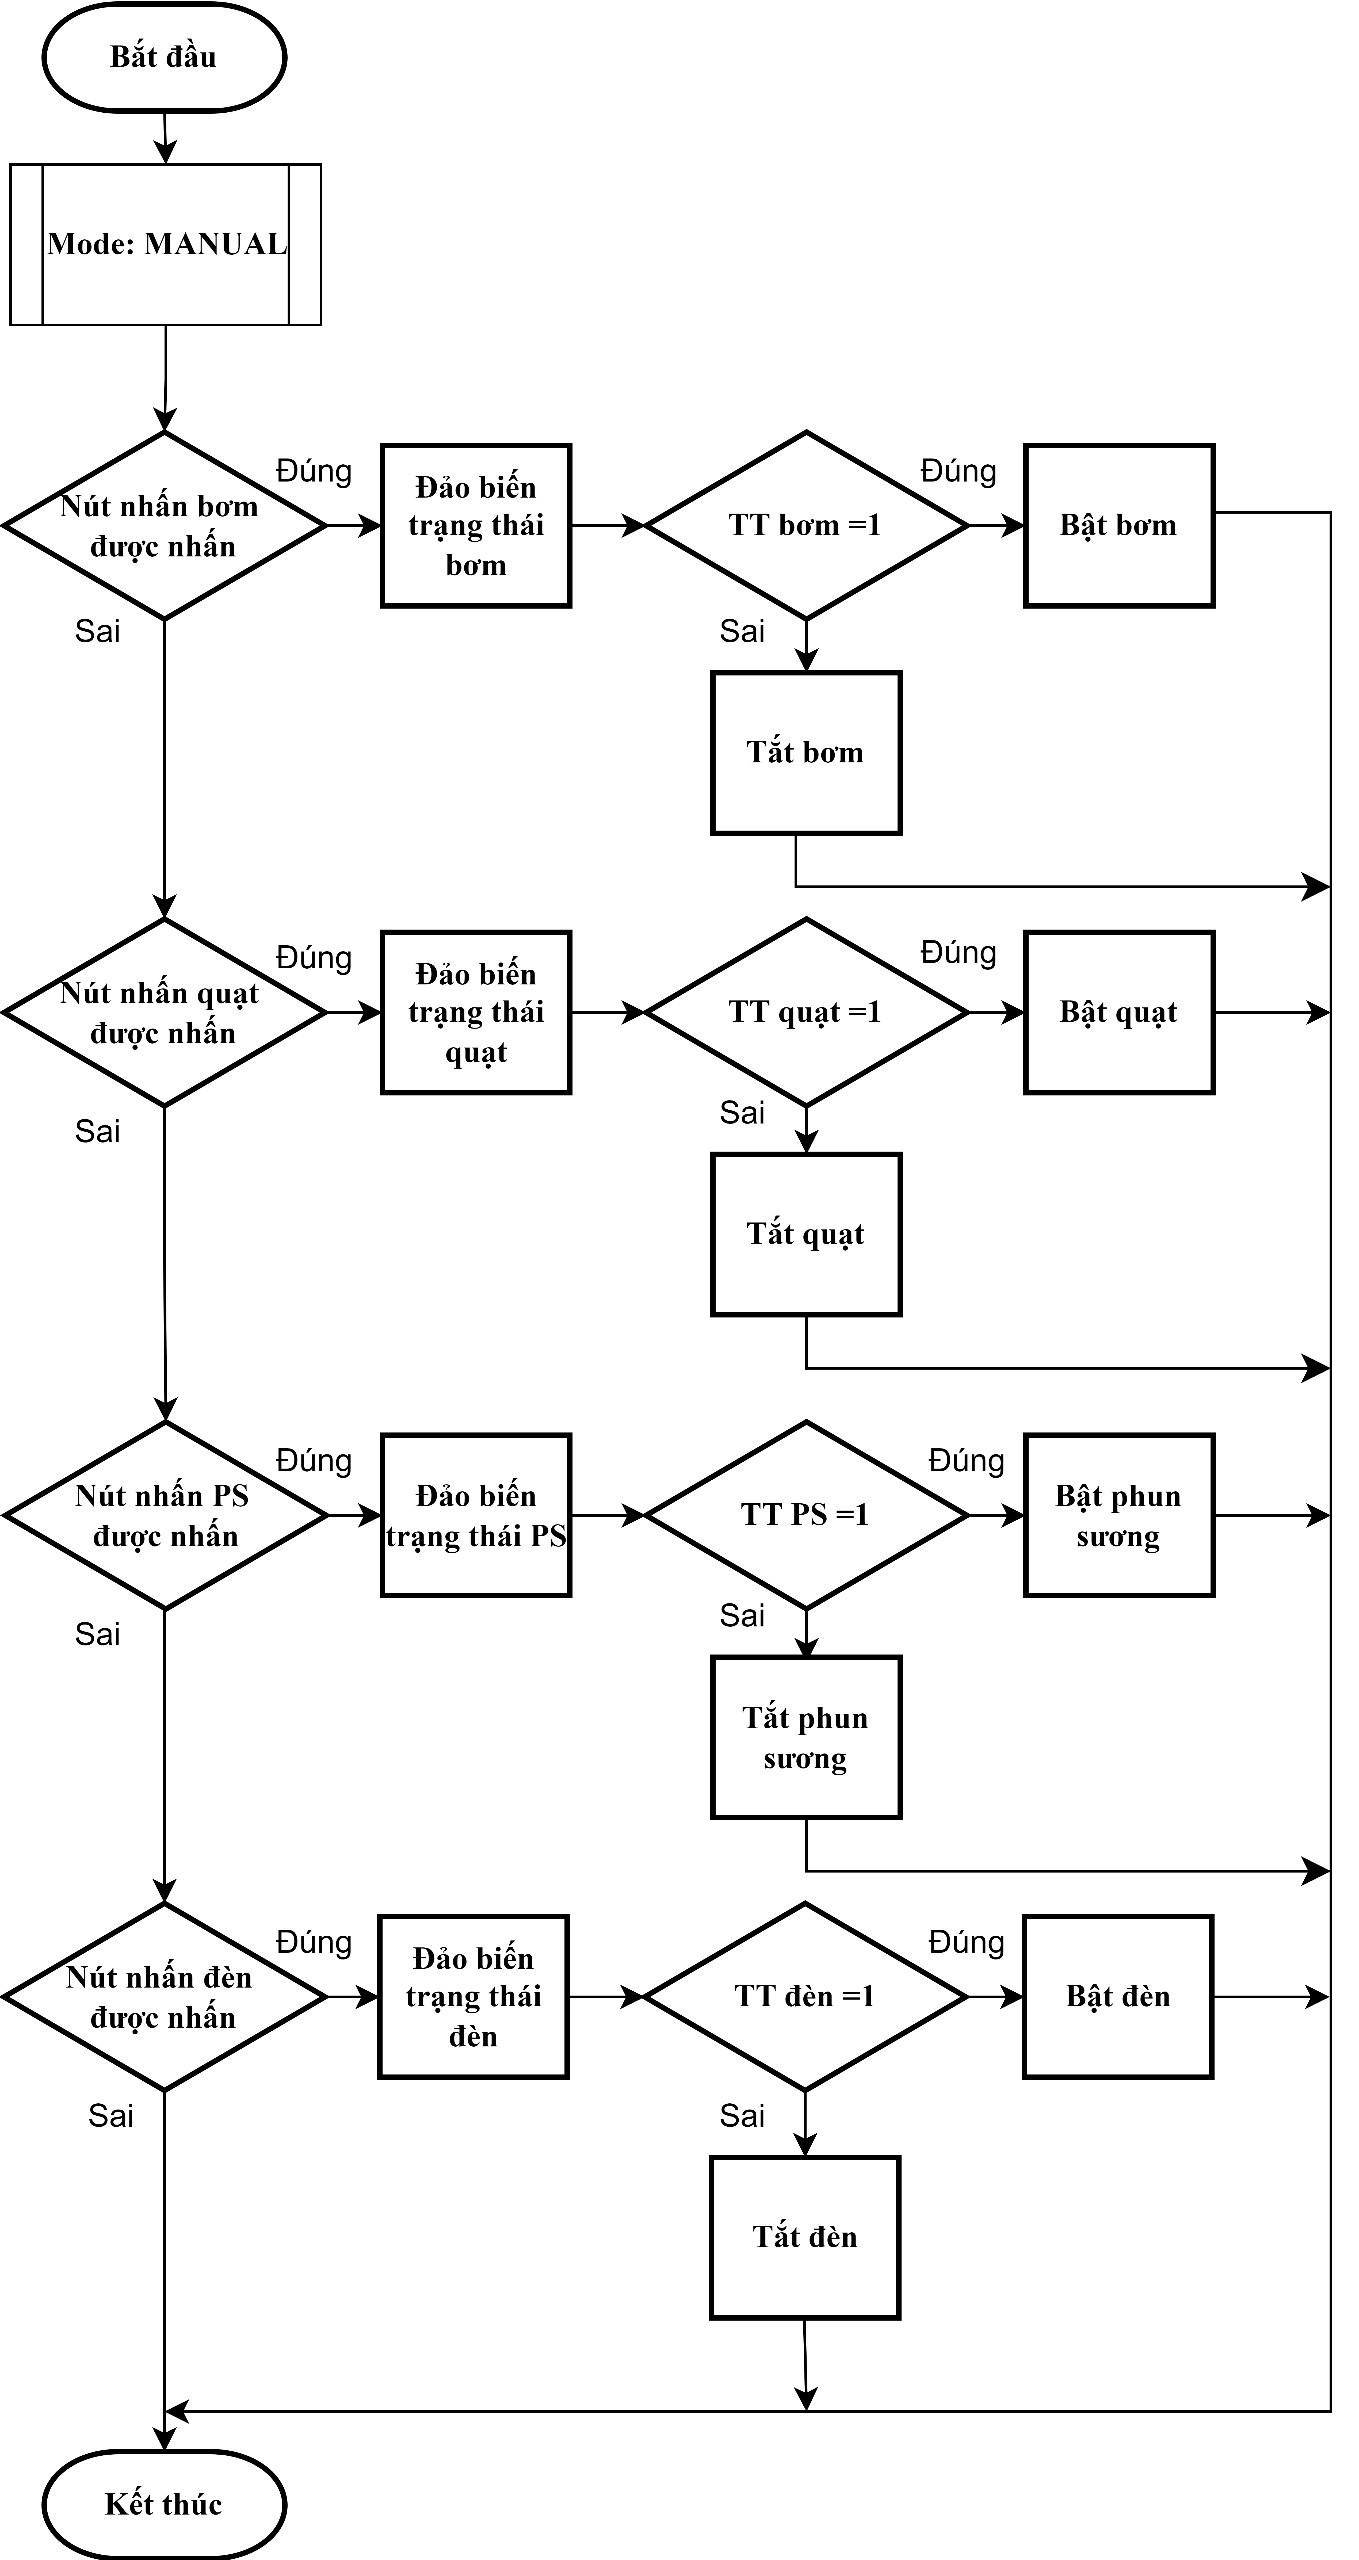 Bắt đầu
Mode: MANUAL
Nút nhấn bơm
được nhấn
Đúng
Sai
Đảo biến
trạng thái
bơm
TT bơm =1
Đúng
Sai
Bật bơm
Tắt bơm
Nút nhấn quạt
được nhấn
Đúng
Sai
Đảo biến
trạng thái
quạt
TT quạt =1
Đúng
Sai
Bật quạt
Tắt quạt
Nút nhấn PS
được nhấn
Đúng
Sai
Đảo biến
trạng thái PS
TT PS =1
Đúng
Sai
Bật phun
sương
Tắt phun
sương
Nút nhấn đèn
được nhấn
Đúng
Sai
Đảo biến
trạng thái
đèn
TT đèn =1
Đúng
Sai
Bật đèn
Tắt đèn
Kết thúc